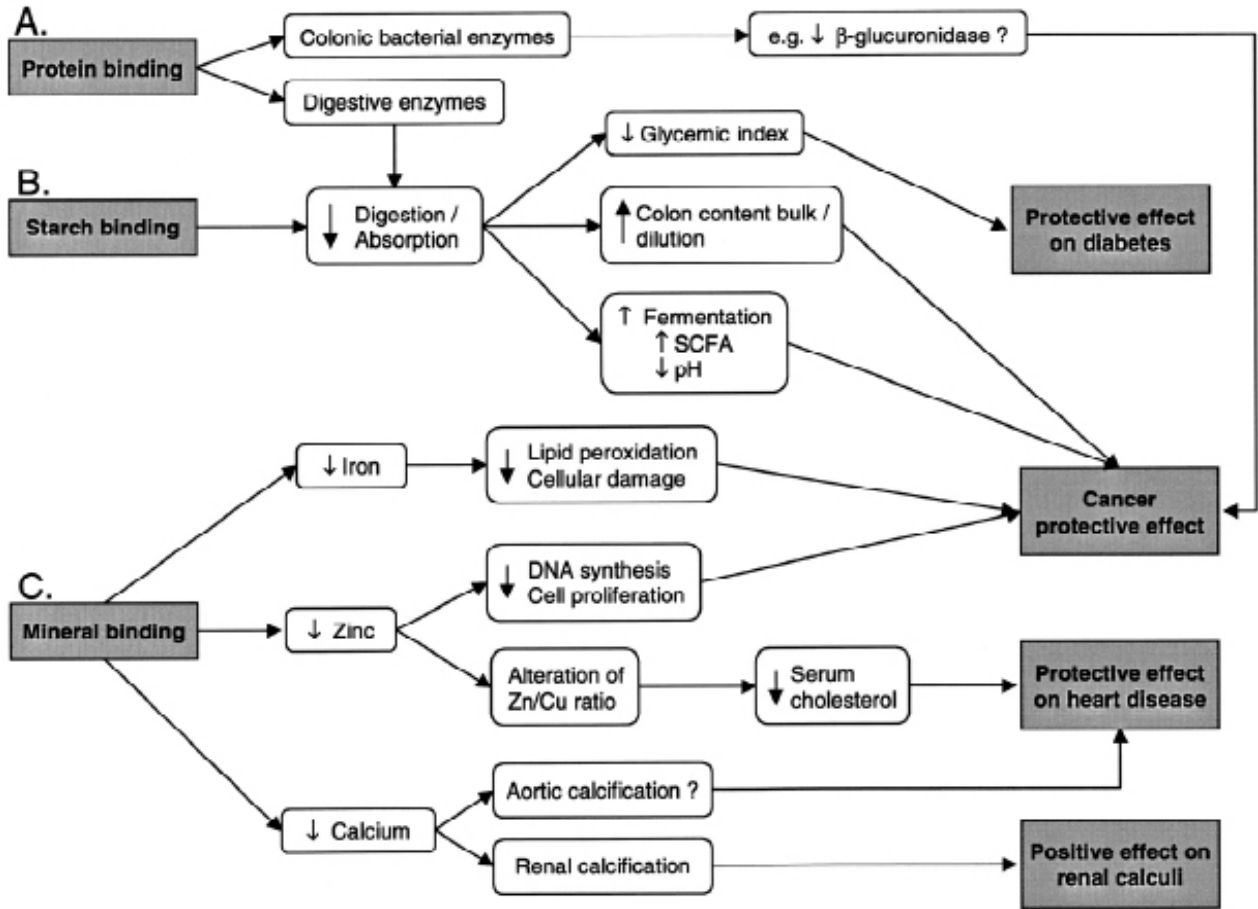 A.
Protein binding
Colonic bacterial enzymes
e.g. ↓ β-glucuronidase ?
Digestive enzymes
B.
Starch binding
↓ Digestion /
Absorption
↓ Glycemic index
↑ Colon content bulk /
dilution
↑ Fermentation
↑ SCFA
↓ pH
Protective effect
on diabetes
C.
Mineral binding
↓ Iron
↓ Lipid peroxidation
Cellular damage
Cancer
protective effect
↓ Zinc
↓ DNA synthesis
Cell proliferation
Alteration of
Zn/Cu ratio
↓ Serum
cholesterol
Protective effect
on heart disease
↓ Calcium
Aortic calcification ?
Renal calcification
Positive effect on
renal calculi